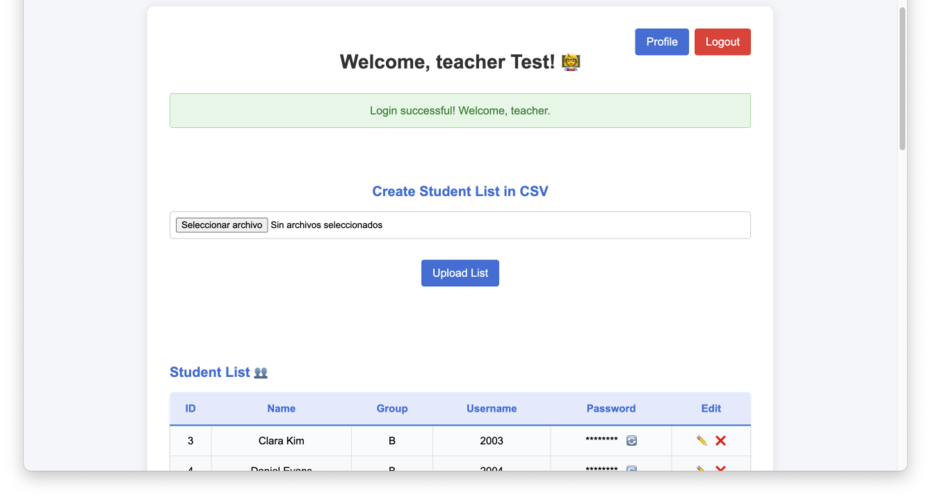 Profile
Logout
Welcome, teacher Test! 👩‍🏫
Login successful! Welcome, teacher.
Create Student List in CSV
Seleccionar archivo Sin archivos seleccionados
Upload List
Student List 👥
ID Name Group Username Password Edit
3 Clara Kim B 2003 ********
4 Daniel Evans B 2004 ********